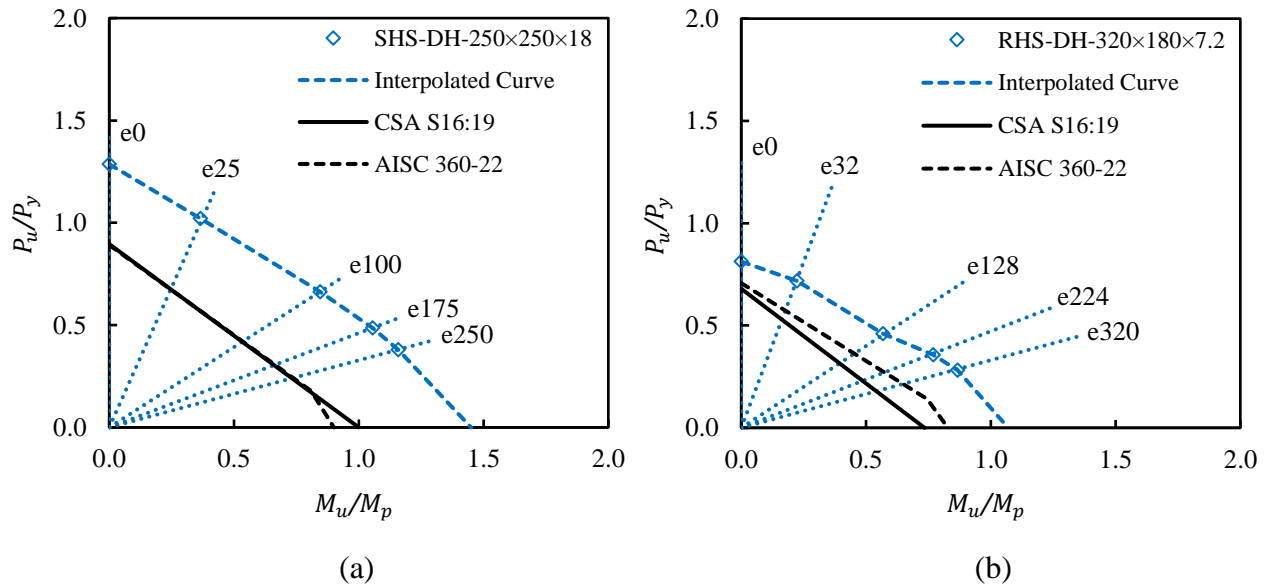 2.0
SHS-DH-250×250×18
Interpolated Curve
1.5
CSA S16:19
e0
AISC 360-22
e25
P_u/P_y
1.0
e100
0.5
e175
e250
0.0
0.0 0.5 1.0 1.5 2.0
M_u/M_p
(a)
2.0
RHS-DH-320×180×7.2
Interpolated Curve
1.5
CSA S16:19
e0
AISC 360-22
e32
P_u/P_y
1.0
e128
e224
0.5
e320
0.0
0.0 0.5 1.0 1.5 2.0
M_u/M_p
(b)